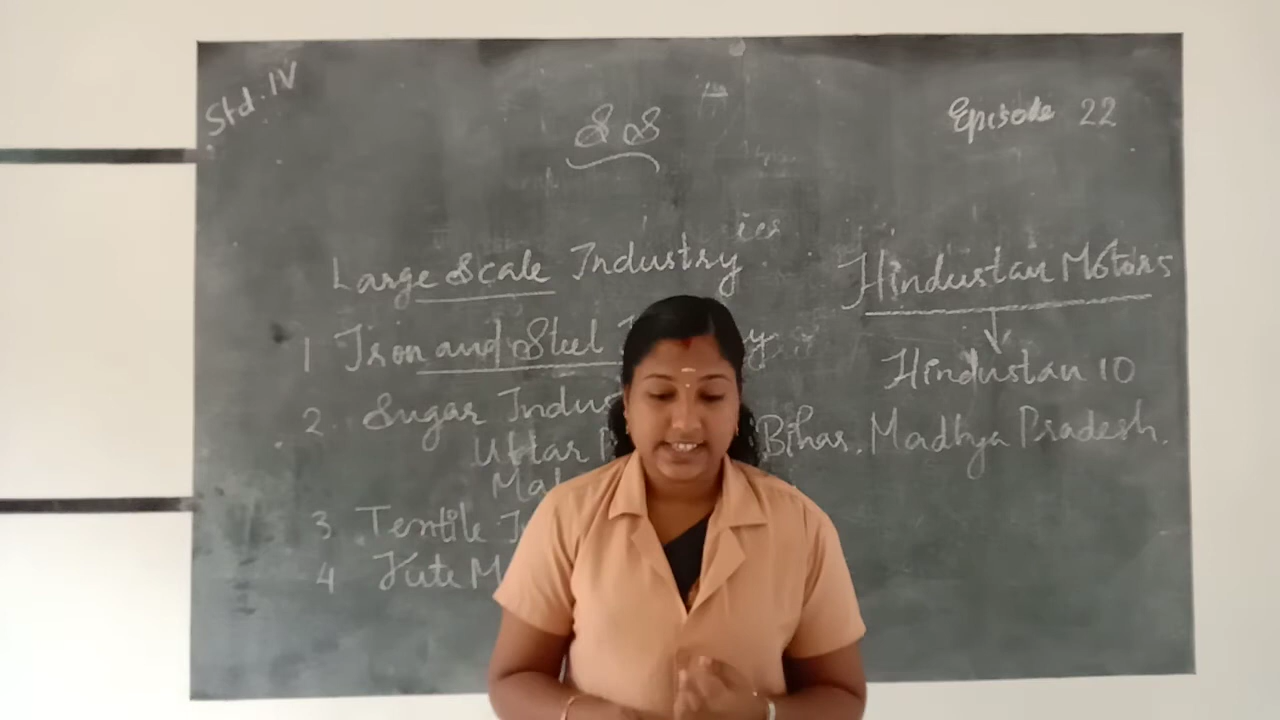 Std. IV
SS
Episode 22
Large Scale Industry ies
Hindustan Motors
1 Iron and Steel
Hindustan 10
2. Sugar
Uttar Bihar, Madhya Pradesh.
3. Textile
4 Jute